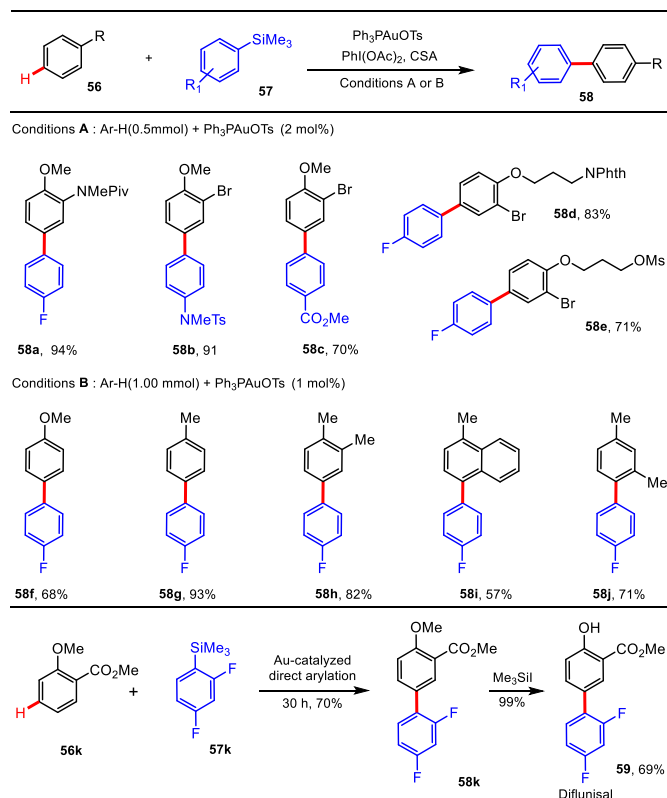 R
SiMe3
H
56
+
R1
57
Ph3PAuOTs
PhI(OAc)2, CSA
Conditions A or B
R1
R
58
Conditions A : Ar-H(0.5mmol) + Ph3PAuOTs (2 mol%)
OMe
NMePiv
F
58a, 94%
OMe
Br
NMeTs
58b, 91
OMe
Br
CO2Me
58c, 70%
O
NPhth
Br
F
58d, 83%
O
OMs
Br
F
58e, 71%
Conditions B : Ar-H(1.00 mmol) + Ph3PAuOTs (1 mol%)
OMe
F
58f, 68%
Me
F
58g, 93%
Me
Me
F
58h, 82%
Me
F
58i, 57%
Me
Me
F
58j, 71%
OMe
CO2Me
H
56k
+
SiMe3
F
F
57k
Au-catalyzed
direct arylation
30 h, 70%
OMe
CO2Me
F
F
58k
Me3SiI
99%
OH
CO2Me
F
F
59, 69%
Diflunisal